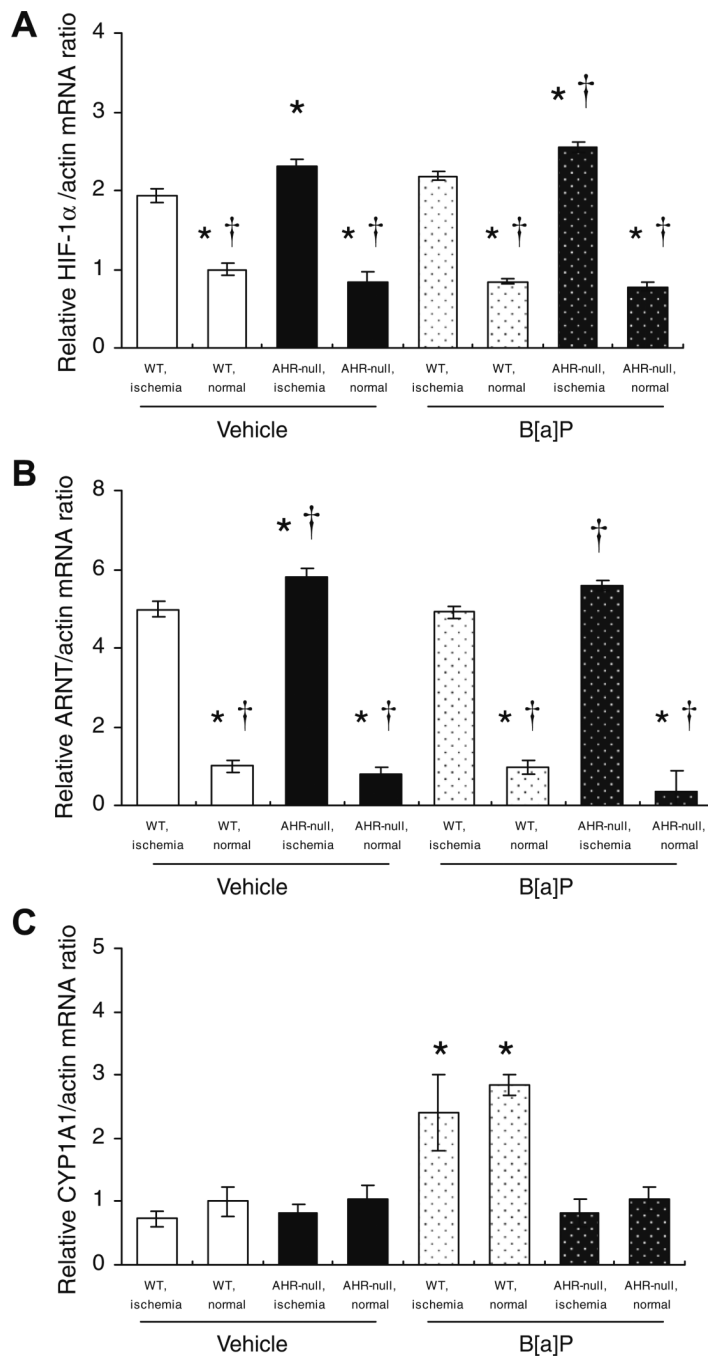 A
Relative HIF-1α/actin mRNA ratio
4
3
2
1
0
* † * * † * † * † * †
WT, ischemia
WT, normal
AHR-null, ischemia
AHR-null, normal
WT, ischemia
WT, normal
AHR-null, ischemia
AHR-null, normal
Vehicle
B[a]P
B
Relative ARNT/actin mRNA ratio
8
6
4
2
0
* † * † * † † * † * †
WT, ischemia
WT, normal
AHR-null, ischemia
AHR-null, normal
WT, ischemia
WT, normal
AHR-null, ischemia
AHR-null, normal
Vehicle
B[a]P
C
Relative CYP1A1/actin mRNA ratio
5
4
3
2
1
0
* *
WT, ischemia
WT, normal
AHR-null, ischemia
AHR-null, normal
WT, ischemia
WT, normal
AHR-null, ischemia
AHR-null, normal
Vehicle
B[a]P